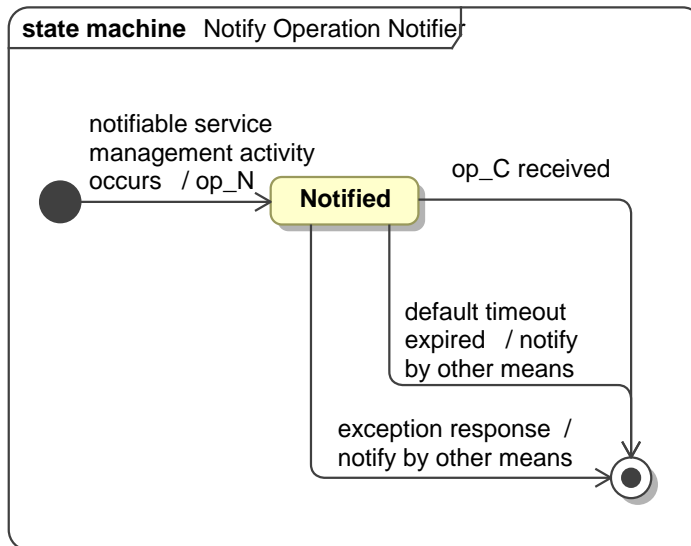 state machine Notify Operation Notifier
notifiable service
management activity
occurs / op_N
op_C received
Notified
default timeout
expired / notify
by other means
exception response /
notify by other means